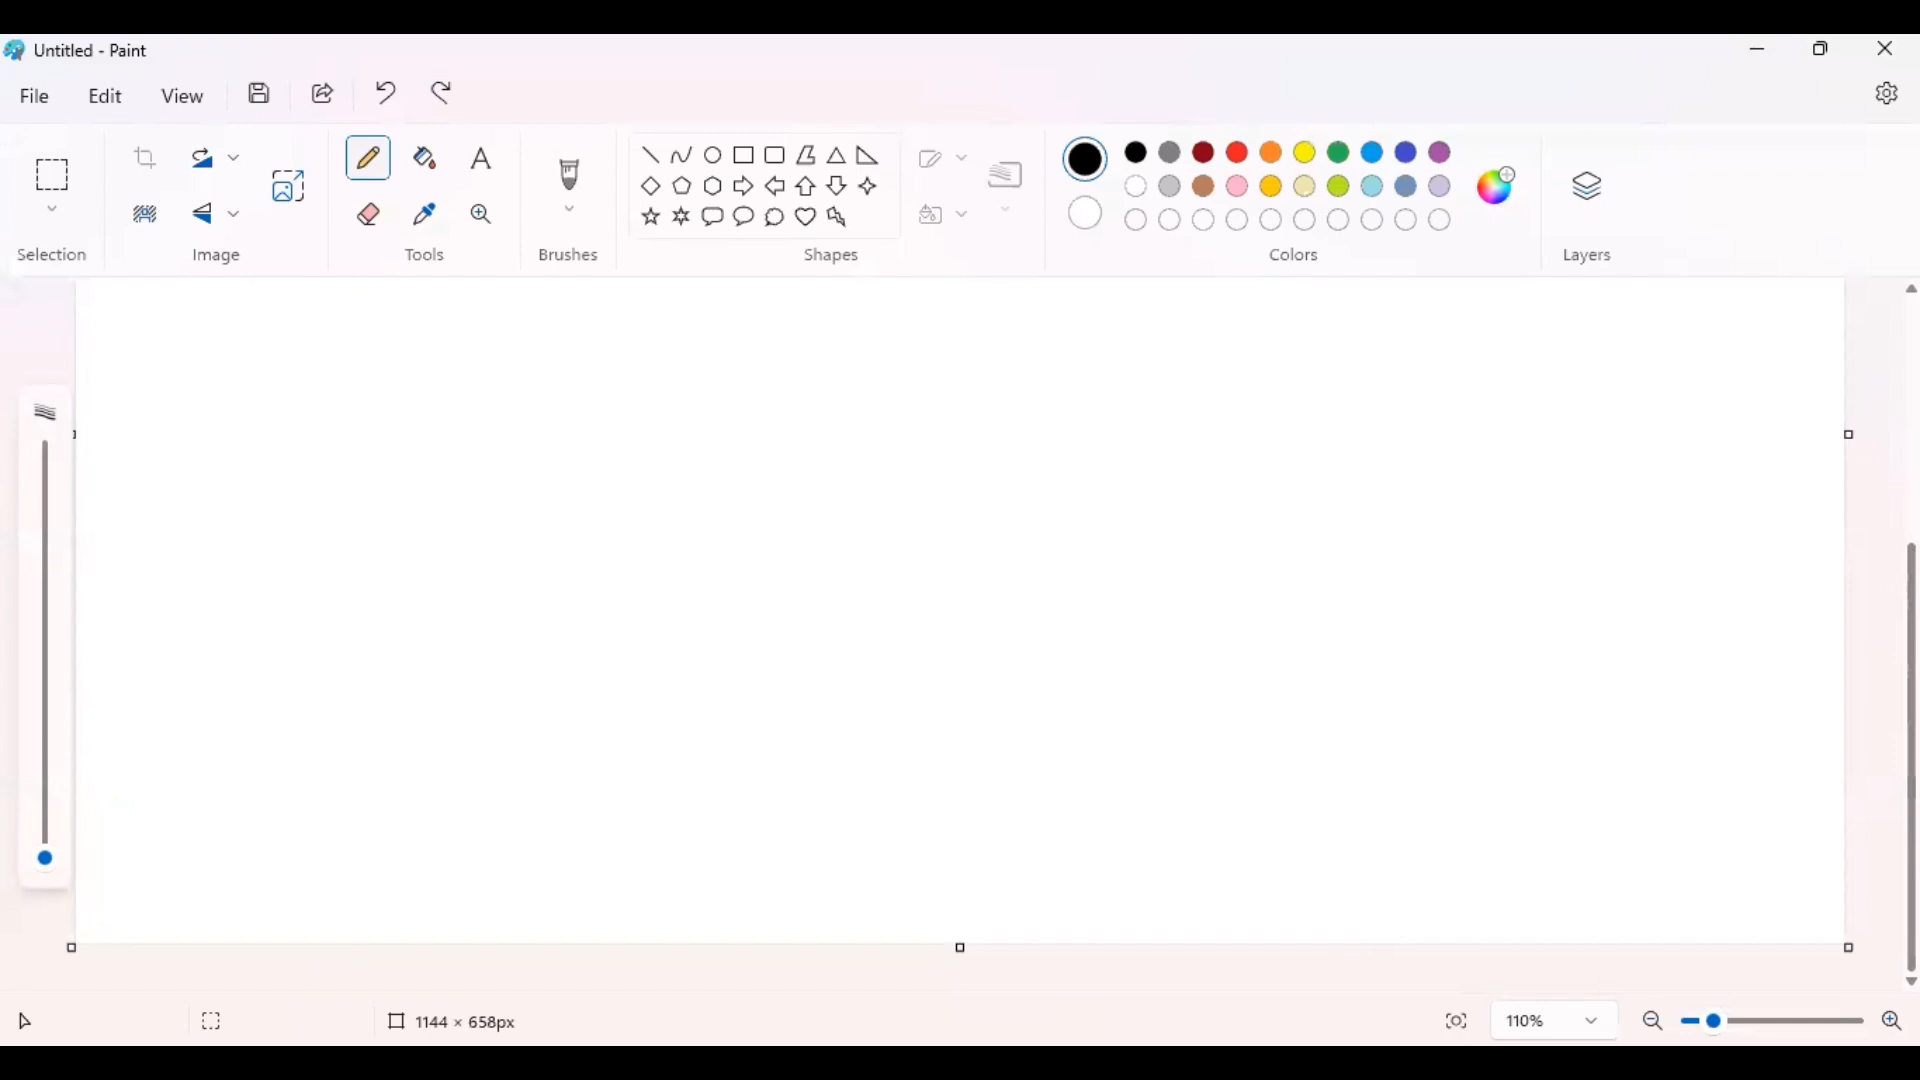 Untitled - Paint
File Edit View
Selection Image Tools Brushes Shapes Colors Layers
1144 × 658px 110%